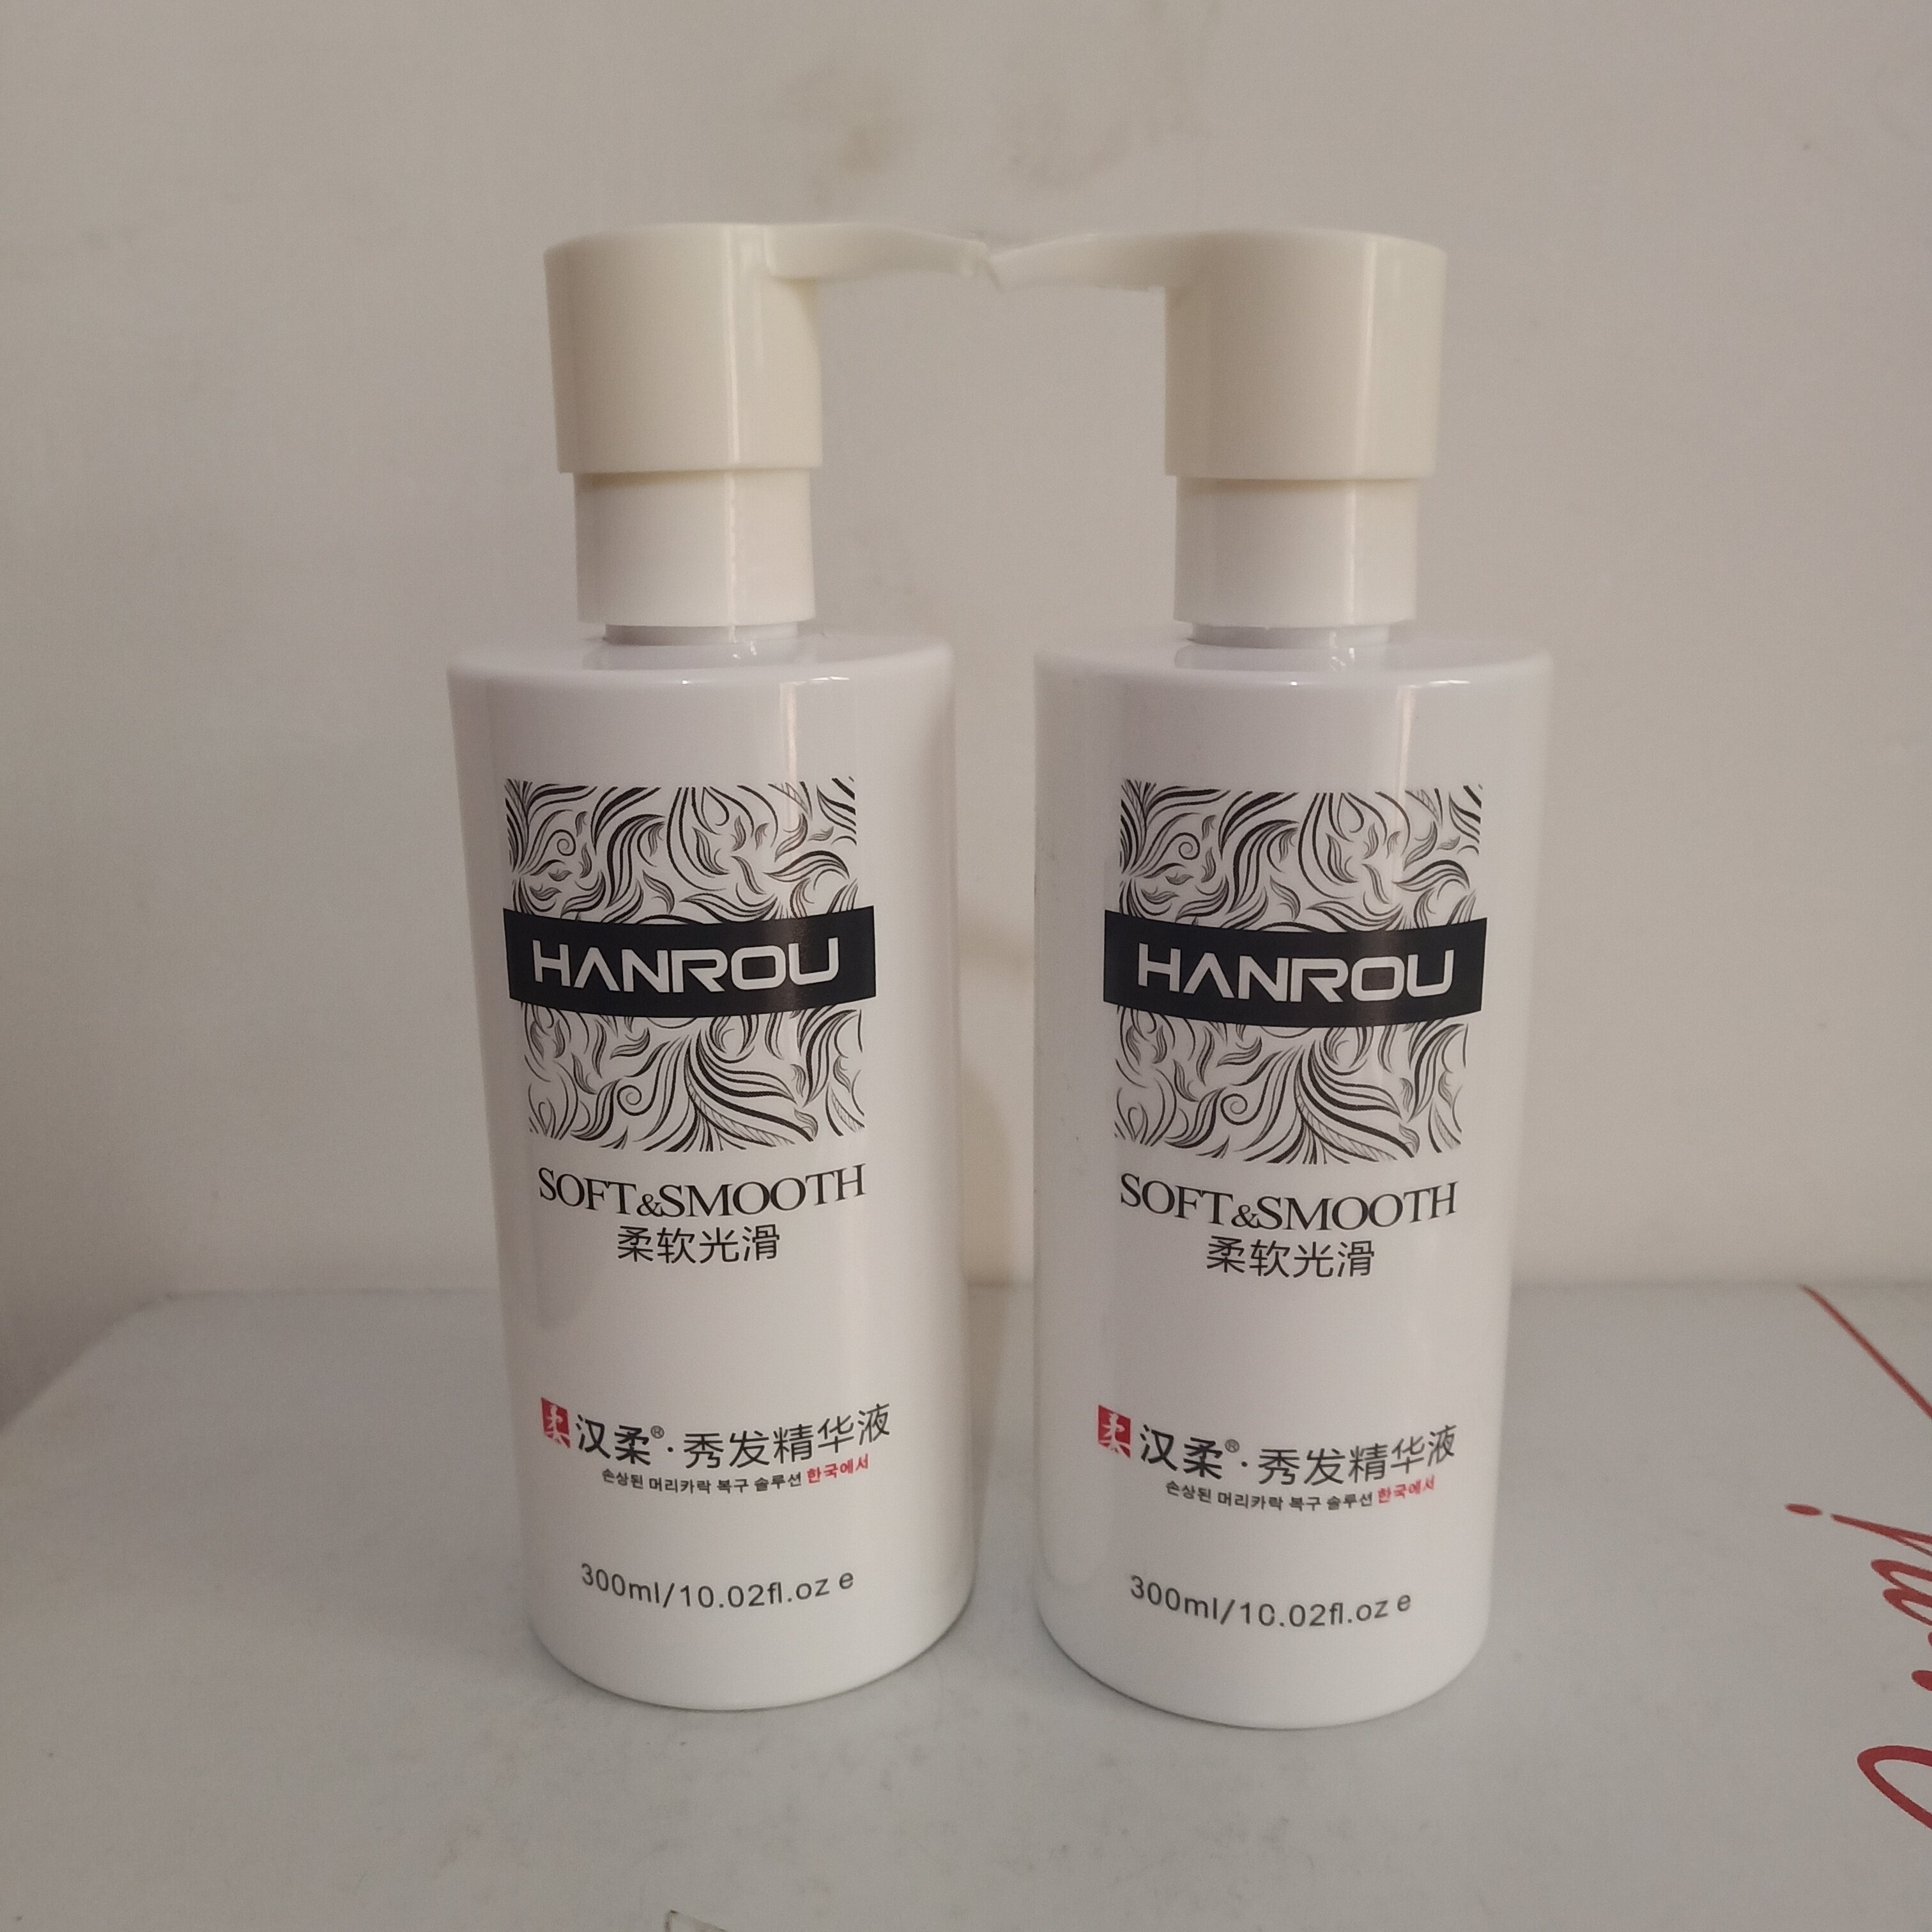 HANROU
SOFT&SMOOTH
柔软光滑
柔 汉柔®·秀发精华液
손상된 머리카락 복구 솔루션 한국에서
300ml/10.02fl.oz e
HANROU
SOFT&SMOOTH
柔软光滑
柔 汉柔®·秀发精华液
손상된 머리카락 복구 솔루션 한국에서
300ml/10.02fl.oz e